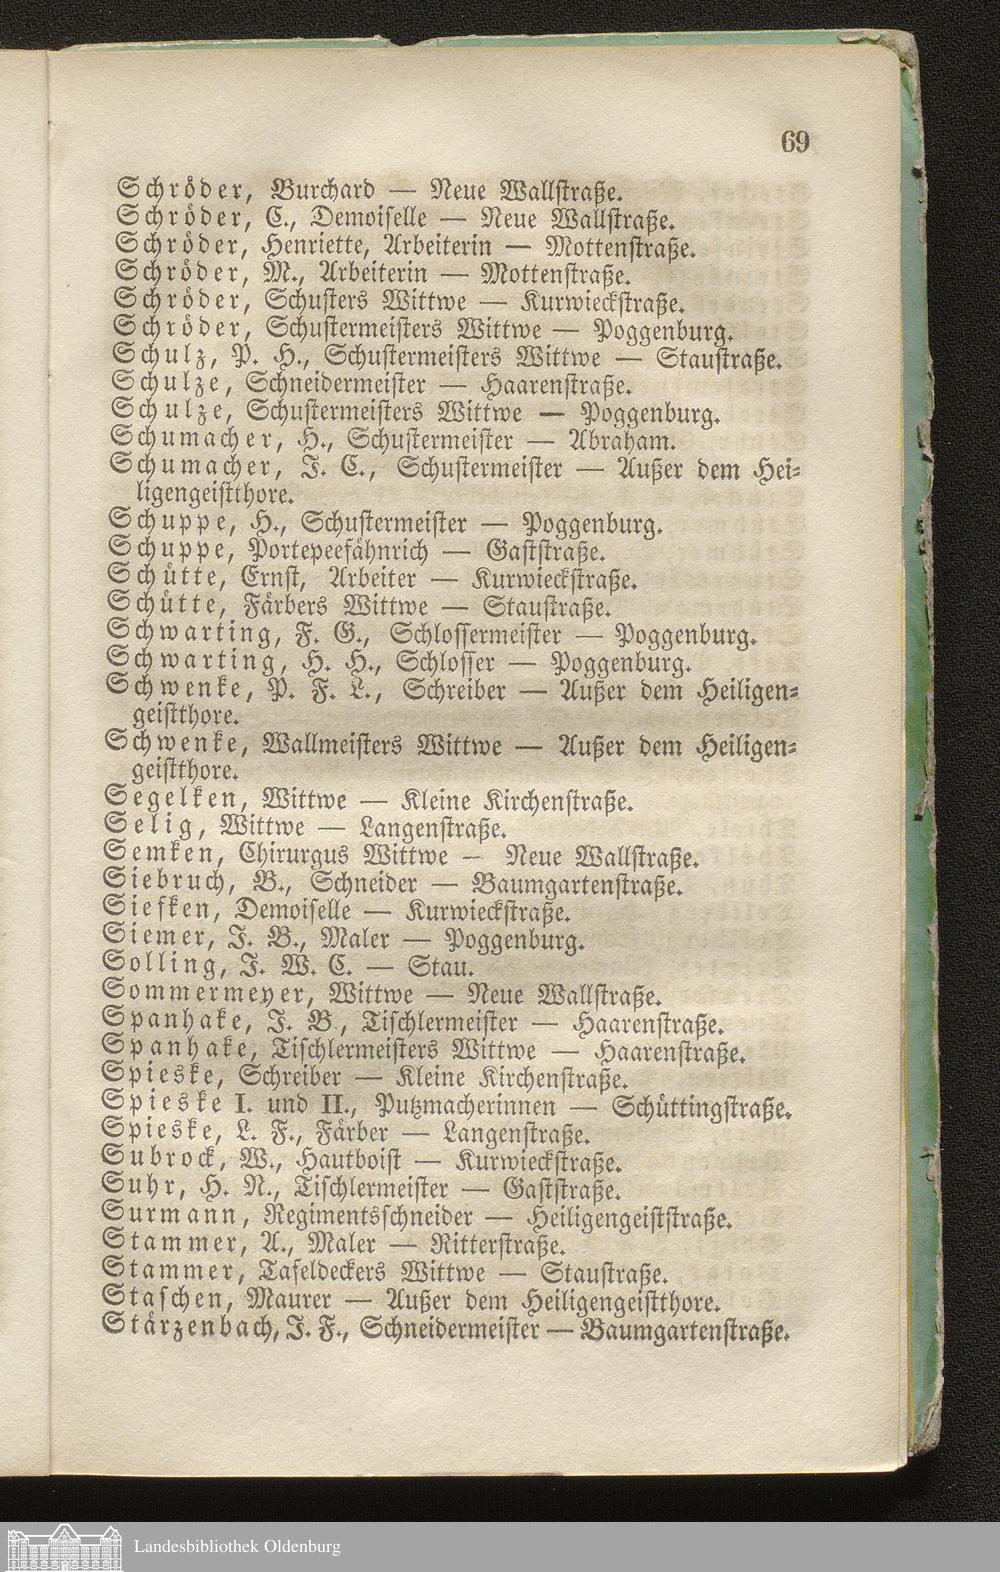 69
Schröder, Burchard — Neue Wallstraße.
Schröder, C., Demoiselle — Neue Wallstraße.
Schröder, Henriette, Arbeiterin — Mottenstraße.
Schröder, M., Arbeiterin — Mottenstraße.
Schröder, Schusters Wittwe — Kurwieckstraße.
Schröder, Schustermeisters Wittwe — Poggenburg.
Schulz, P. H., Schustermeisters Wittwe — Staustraße.
Schulze, Schneidermeister — Haarenstraße.
Schulze, Schustermeisters Wittwe — Poggenburg.
Schumacher, H., Schustermeister — Abraham.
Schumacher, J. C., Schustermeister — Außer dem Hei-
ligengeistthore.
Schuppe, H., Schustermeister — Poggenburg.
Schuppe, Portepeefähnrich — Gaststraße.
Schütte, Ernst, Arbeiter — Kurwieckstraße.
Schütte, Färbers Wittwe — Staustraße.
Schwarting, F. G., Schlossermeister — Poggenburg.
Schwarting, H. H., Schlosser — Poggenburg.
Schwenke, P. F. L., Schreiber — Außer dem Heiligen-
geistthore.
Schwenke, Wallmeisters Wittwe — Außer dem Heiligen-
geistthore.
Segelken, Wittwe — Kleine Kirchenstraße.
Selig, Wittwe — Langenstraße.
Semken, Chirurgus Wittwe — Neue Wallstraße.
Siebruch, B., Schneider — Baumgartenstraße.
Siefken, Demoiselle — Kurwieckstraße.
Siemer, J. B., Maler — Poggenburg.
Solling, J. W. C. — Stau.
Sommermeyer, Wittwe — Neue Wallstraße.
Spanhake, J. B., Tischlermeister — Haarenstraße.
Spanhake, Tischlermeisters Wittwe — Haarenstraße.
Spieske, Schreiber — Kleine Kirchenstraße.
Spieske I. und II., Putzmacherinnen — Schüttingstraße.
Spieske, L. F., Färber — Langenstraße.
Subrock, W., Hautboist — Kurwieckstraße.
Suhr, H. N., Tischlermeister — Gaststraße.
Surmann, Regimentsschneider — Heiligengeiststraße.
Stammer, A., Maler — Ritterstraße.
Stammer, Tafeldeckers Wittwe — Staustraße.
Staschen, Maurer — Außer dem Heiligengeistthore.
Stärzenbach, J. F., Schneidermeister — Baumgartenstraße.
Landesbibliothek Oldenburg